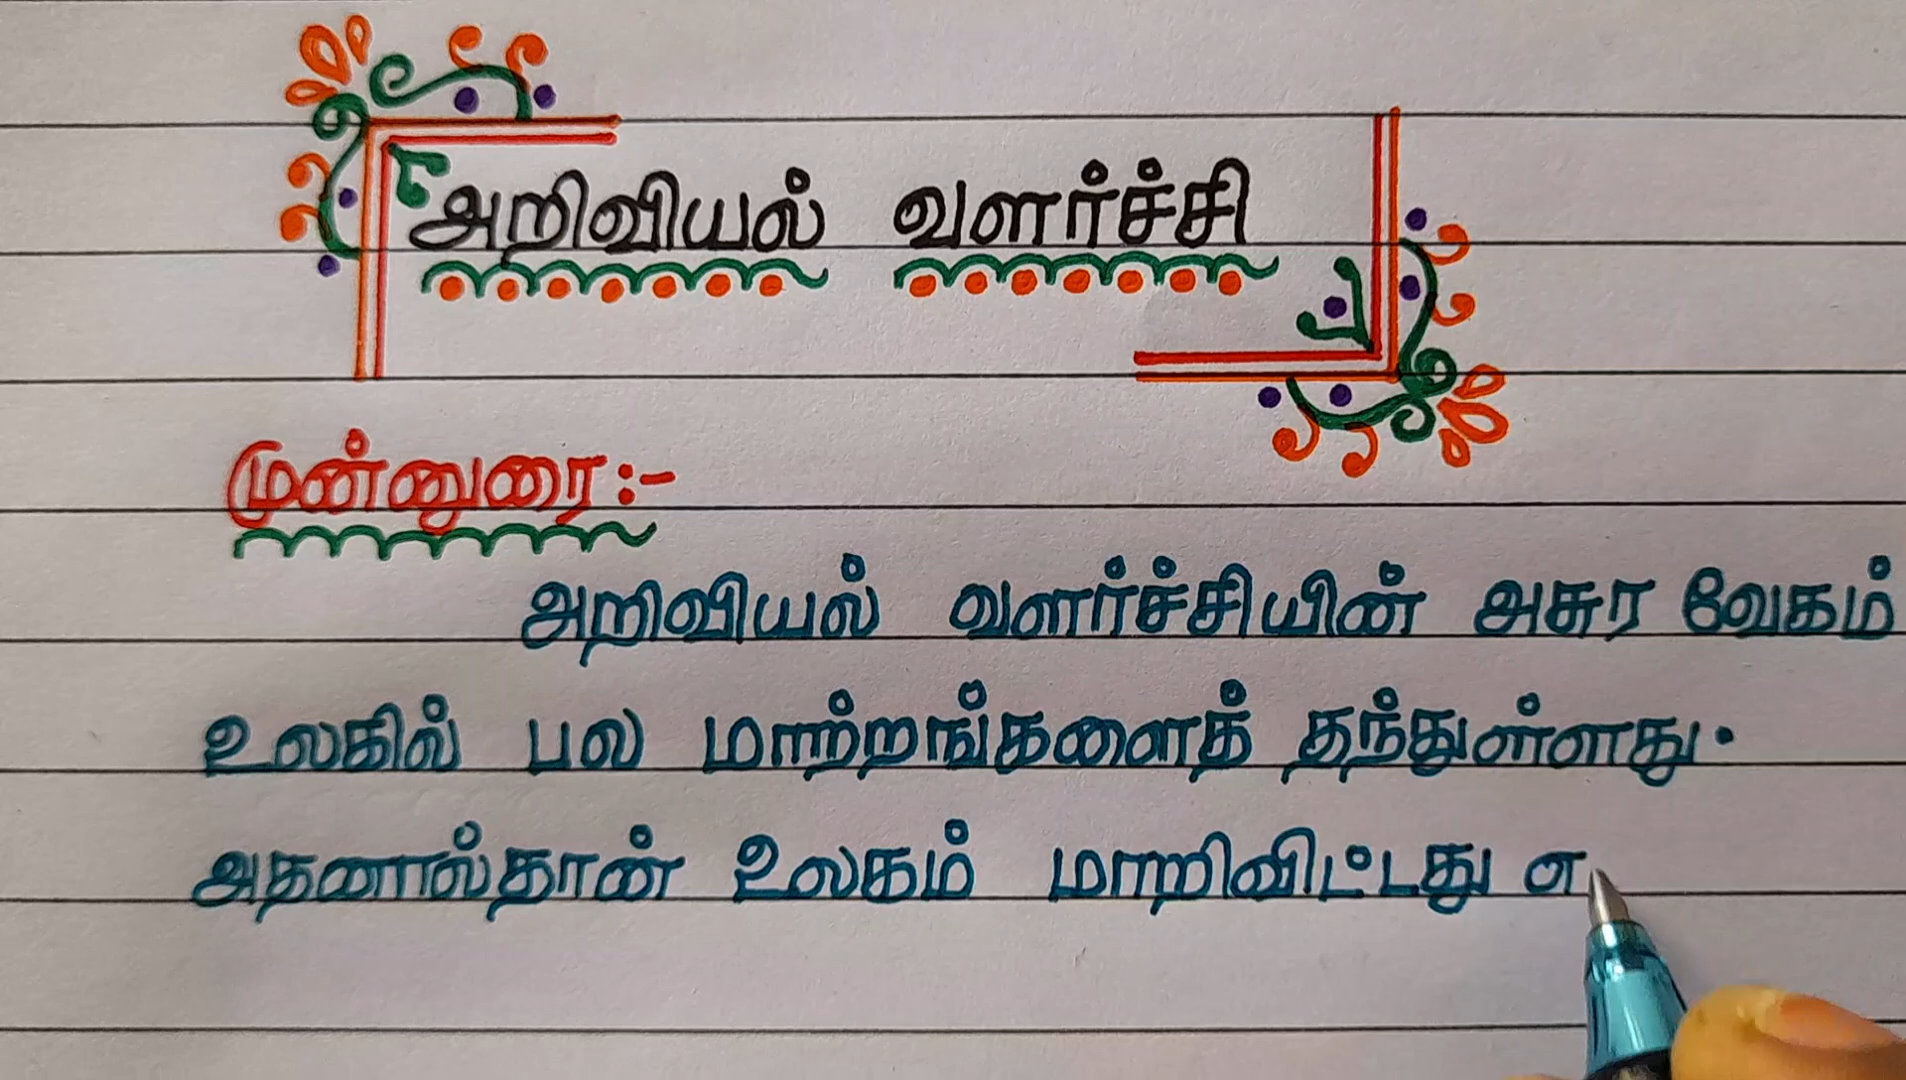 அறிவியல் வளர்ச்சி
முன்னுரை:-
அறிவியல் வளர்ச்சியின் அசுர வேகம்
உலகில் பல மாற்றங்களைத் தந்துள்ளது.
அதனால்தான் உலகம் மாறிவிட்டது எ